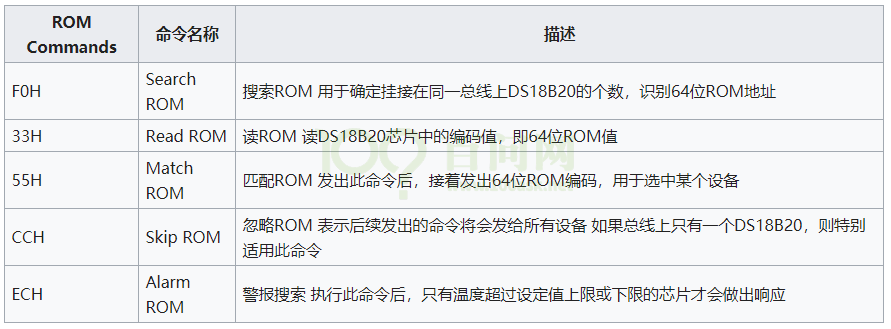 ROM
Commands
命令名称
描述
F0H
Search
ROM
搜索ROM 用于确定挂接在同一总线上DS18B20的个数，识别64位ROM地址
33H
Read ROM
读ROM 读DS18B20芯片中的编码值，即64位ROM值
55H
Match
ROM
匹配ROM 发出此命令后，接着发出64位ROM编码，用于选中某个设备
CCH
Skip ROM
忽略ROM 表示后续发出的命令将会发给所有设备 如果总线上只有一个DS18B20，则特别
适用此命令
ECH
Alarm
ROM
警报搜索 执行此命令后，只有温度超过设定值上限或下限的芯片才会做出响应
百问网